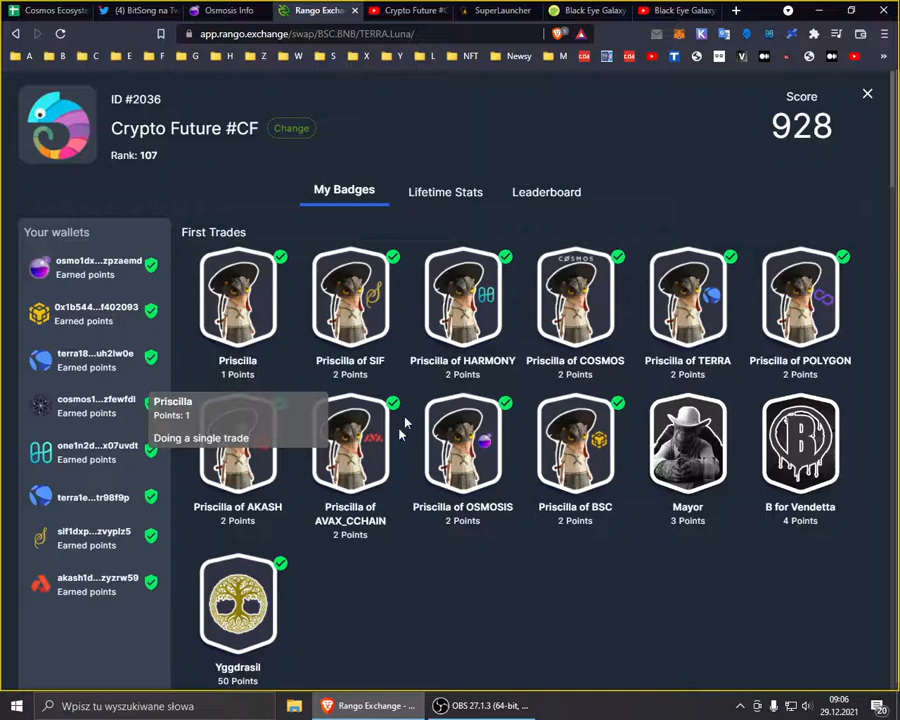 Cosmos Ecosyste
(4) BitSong na Tw
Osmosis Info
Rango Exchan
Crypto Future #C
SuperLauncher
Black Eye Galaxy
Black Eye Galaxy
app.rango.exchange/swap/BSC.BNB/TERRA.Luna/
A B C E F G H R W S X Y L NFT Newsy M
ID #2036
Crypto Future #CF
Change
Rank: 107
Score
928
My Badges
Lifetime Stats
Leaderboard
Your wallets
osmo1dx...zpzaemd
Earned points
0x1b544...f402093
Earned points
terra18...uh2lw0e
Earned points
cosmos1...zfewfdl
Earned points
one1n2d...x07uvdt
Earned points
terra1e...tr98f9p
sif1dxp...zvyplz5
Earned points
akash1d...zyzrw59
Earned points
First Trades
COSMOS
Priscilla
1 Points
Priscilla of SIF
2 Points
Priscilla of HARMONY
2 Points
Priscilla of COSMOS
2 Points
Priscilla of TERRA
2 Points
Priscilla of POLYGON
2 Points
Priscilla
Points: 1
Doing a single trade
Priscilla of AKASH
2 Points
Priscilla of
AVAX_CCHAIN
2 Points
Priscilla of OSMOSIS
2 Points
Priscilla of BSC
2 Points
Mayor
3 Points
B
B for Vendetta
4 Points
Yggdrasil
50 Points
Wpisz tu wyszukiwane słowa
Rango Exchange - ...
OBS 27.1.3 (64-bit, ...
09:06
29.12.2021
20